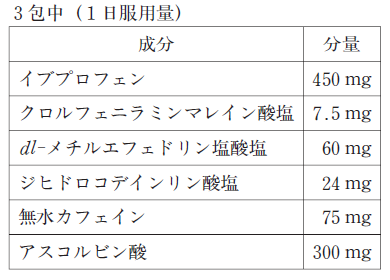 3包中(1日服用量)
成分 分量
イブプロフェン 450 mg
クロルフェニラミンマレイン酸塩 7.5 mg
dl-メチルエフェドリン塩酸塩 60 mg
ジヒドロコデインリン酸塩 24 mg
無水カフェイン 75 mg
アスコルビン酸 300 mg